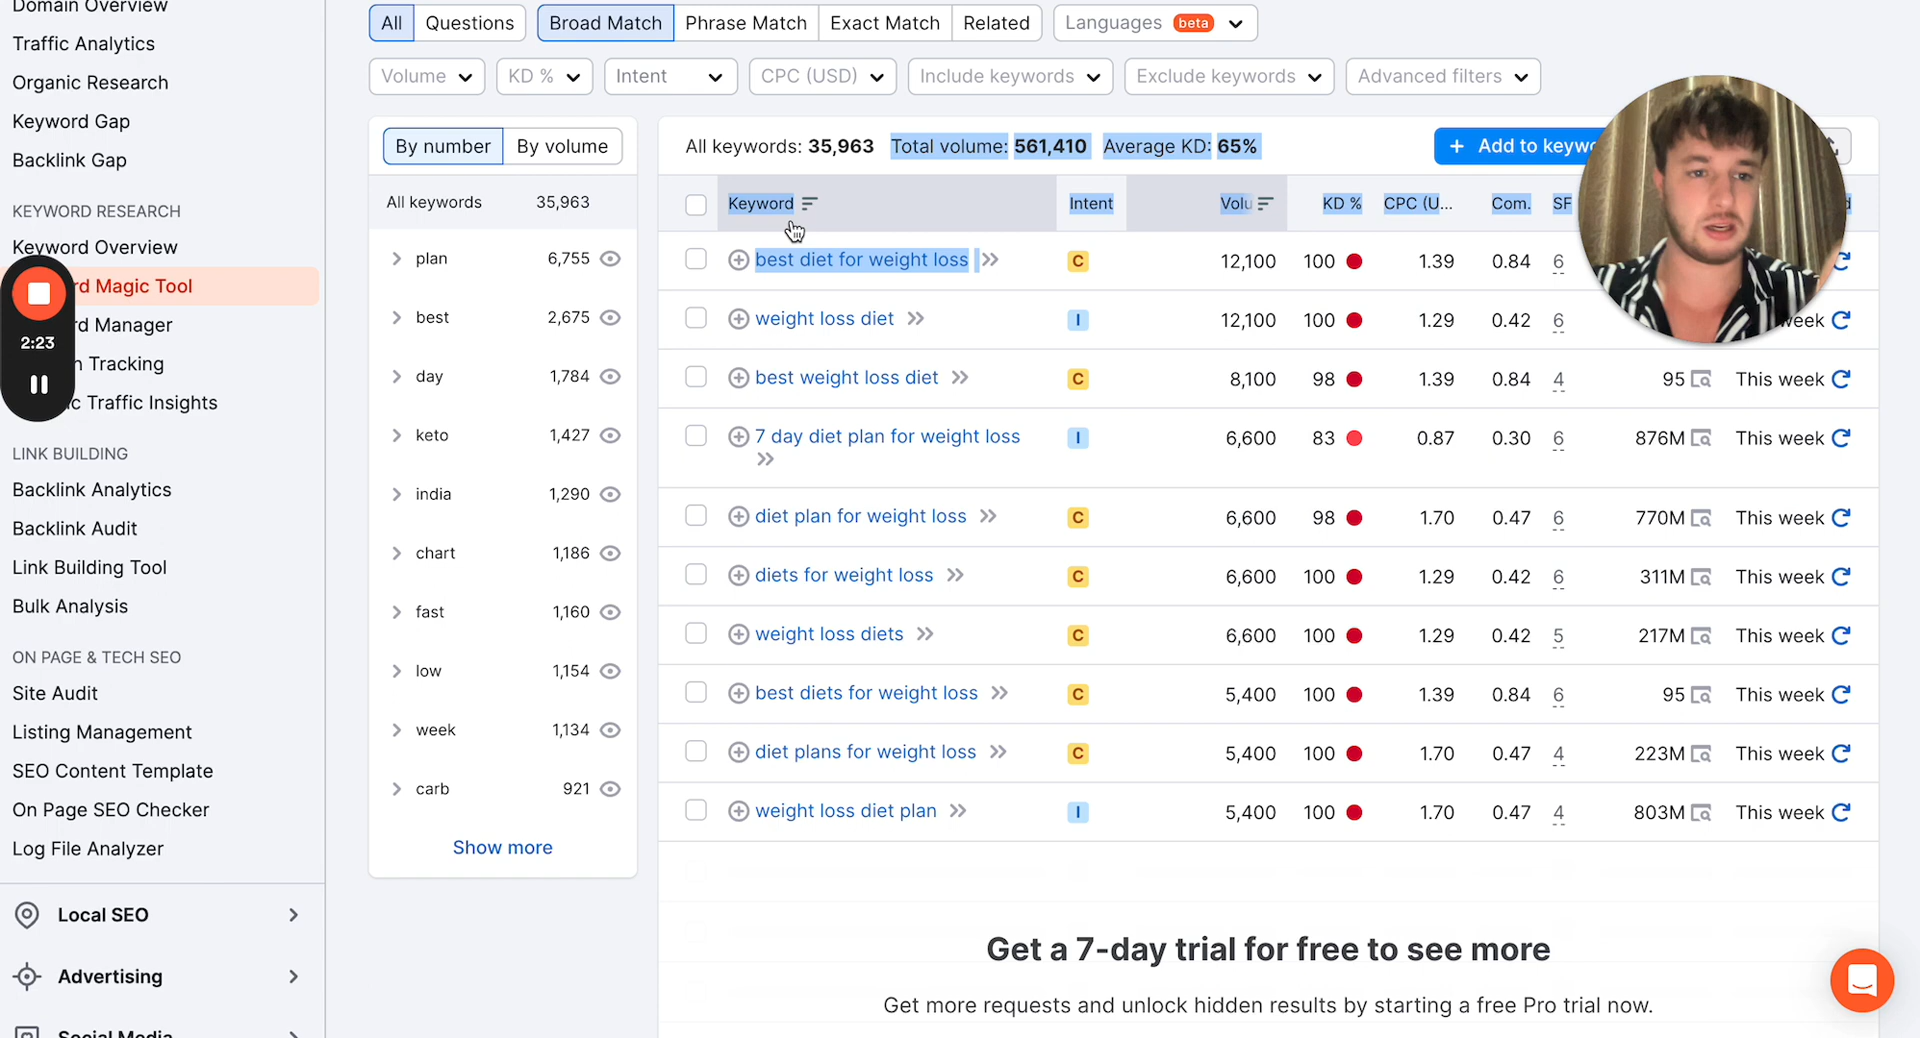 Domain Overview
Traffic Analytics
Organic Research
Keyword Gap
Backlink Gap
KEYWORD RESEARCH
Keyword Overview
rd Magic Tool
rd Manager
n Tracking
c Traffic Insights
2:23
LINK BUILDING
Backlink Analytics
Backlink Audit
Link Building Tool
Bulk Analysis
ON PAGE & TECH SEO
Site Audit
Listing Management
SEO Content Template
On Page SEO Checker
Log File Analyzer
Local SEO
Advertising
Social Media
All Questions Broad Match Phrase Match Exact Match Related Languages beta
Volume KD % Intent CPC (USD) Include keywords Exclude keywords Advanced filters
By number By volume
All keywords 35,963
plan 6,755
best 2,675
day 1,784
keto 1,427
india 1,290
chart 1,186
fast 1,160
low 1,154
week 1,134
carb 921
Show more
All keywords: 35,963 Total volume: 561,410 Average KD: 65% + Add to keywo
Keyword Intent Volu KD % CPC (U... Com. SF
best diet for weight loss C 12,100 100 1.39 0.84 6
weight loss diet I 12,100 100 1.29 0.42 6 week
best weight loss diet C 8,100 98 1.39 0.84 4 95 This week
7 day diet plan for weight loss I 6,600 83 0.87 0.30 6 876M This week
diet plan for weight loss C 6,600 98 1.70 0.47 6 770M This week
diets for weight loss C 6,600 100 1.29 0.42 6 311M This week
weight loss diets C 6,600 100 1.29 0.42 5 217M This week
best diets for weight loss C 5,400 100 1.39 0.84 6 95 This week
diet plans for weight loss C 5,400 100 1.70 0.47 4 223M This week
weight loss diet plan I 5,400 100 1.70 0.47 4 803M This week
Get a 7-day trial for free to see more
Get more requests and unlock hidden results by starting a free Pro trial now.